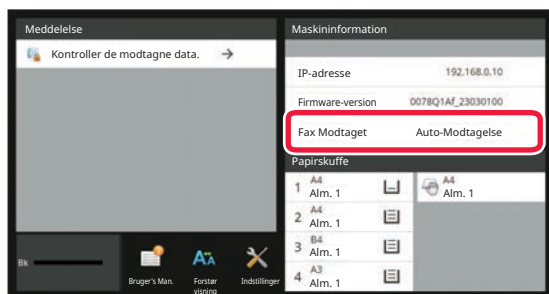 Meddelelse
Kontroller de modtagne data.
Maskininformation
IP-adresse 192.168.0.10
Firmware-version 0078Q1Af_23030100
Fax Modtaget Auto-Modtagelse
Papirskuffe
1 A4
Alm. 1
A4
Alm. 1
2 A4
Alm. 1
3 B4
Alm. 1
4 A3
Alm. 1
Bk
Bruger's Man.
Forstør
visning
Indstillinger